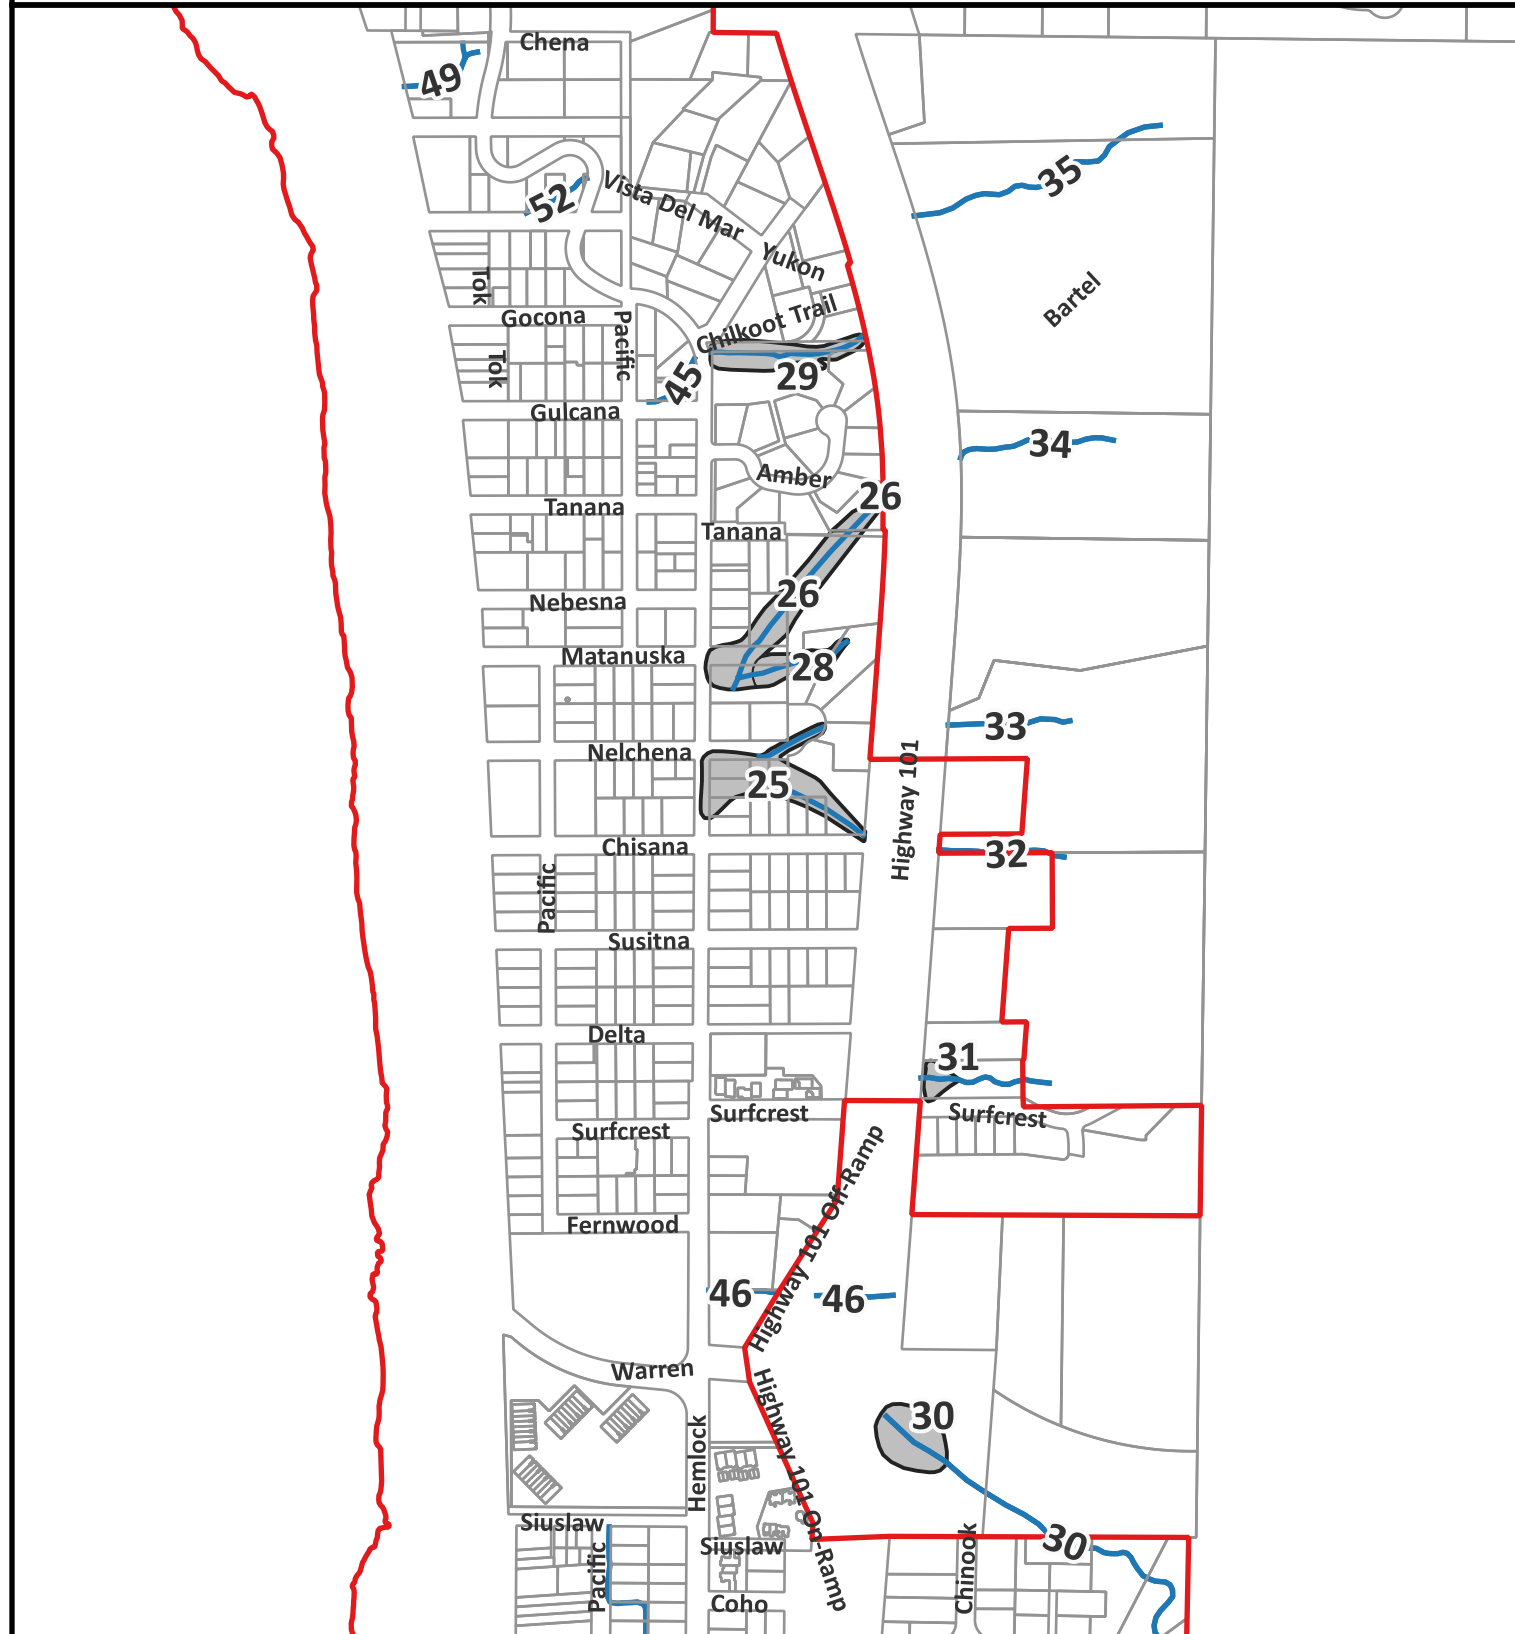 Chena
49
35
52
Vista Del Mar
Yukon
Bartel
Tok
Gocona
Pacific
Chilkoot Trail
Tok
45
29
Gulcana
34
Amber
26
Tanana
Tanana
26
Nebesna
Matanuska
28
33
Nelchena
Highway 101
25
Chisana
32
Pacific
Susitna
Delta
31
Surfcrest
Surfcrest
Surfcrest
Highway 101 Off-Ramp
Fernwood
46
46
Warren
Highway 101 On-Ramp
30
Hemlock
Siuslaw
Siuslaw
30
Pacific
Chinook
Coho